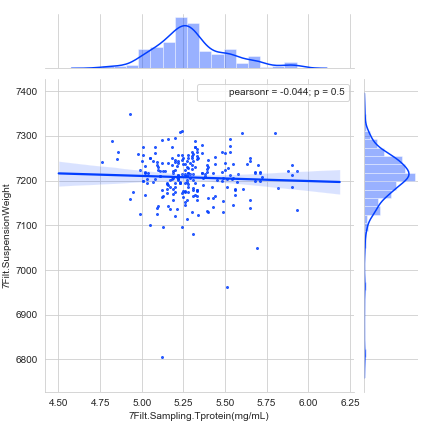 pearsonr = -0.044; p = 0.5
7400
7300
7200
7100
7000
6900
6800
7Filt.SuspensionWeight
4.50 4.75 5.00 5.25 5.50 5.75 6.00 6.25
7Filt.Sampling.Tprotein(mg/mL)